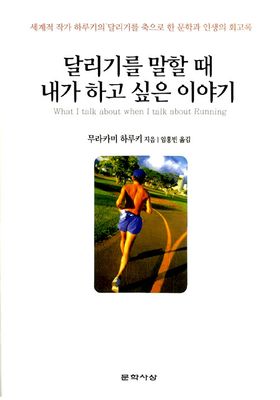 세계적 작가 하루키의 달리기를 축으로 한 문학과 인생의 회고록
달리기를 말할 때
내가 하고 싶은 이야기
What I talk about when I talk about Running
무라카미 하루키 지음 | 임홍빈 옮김
문학사상